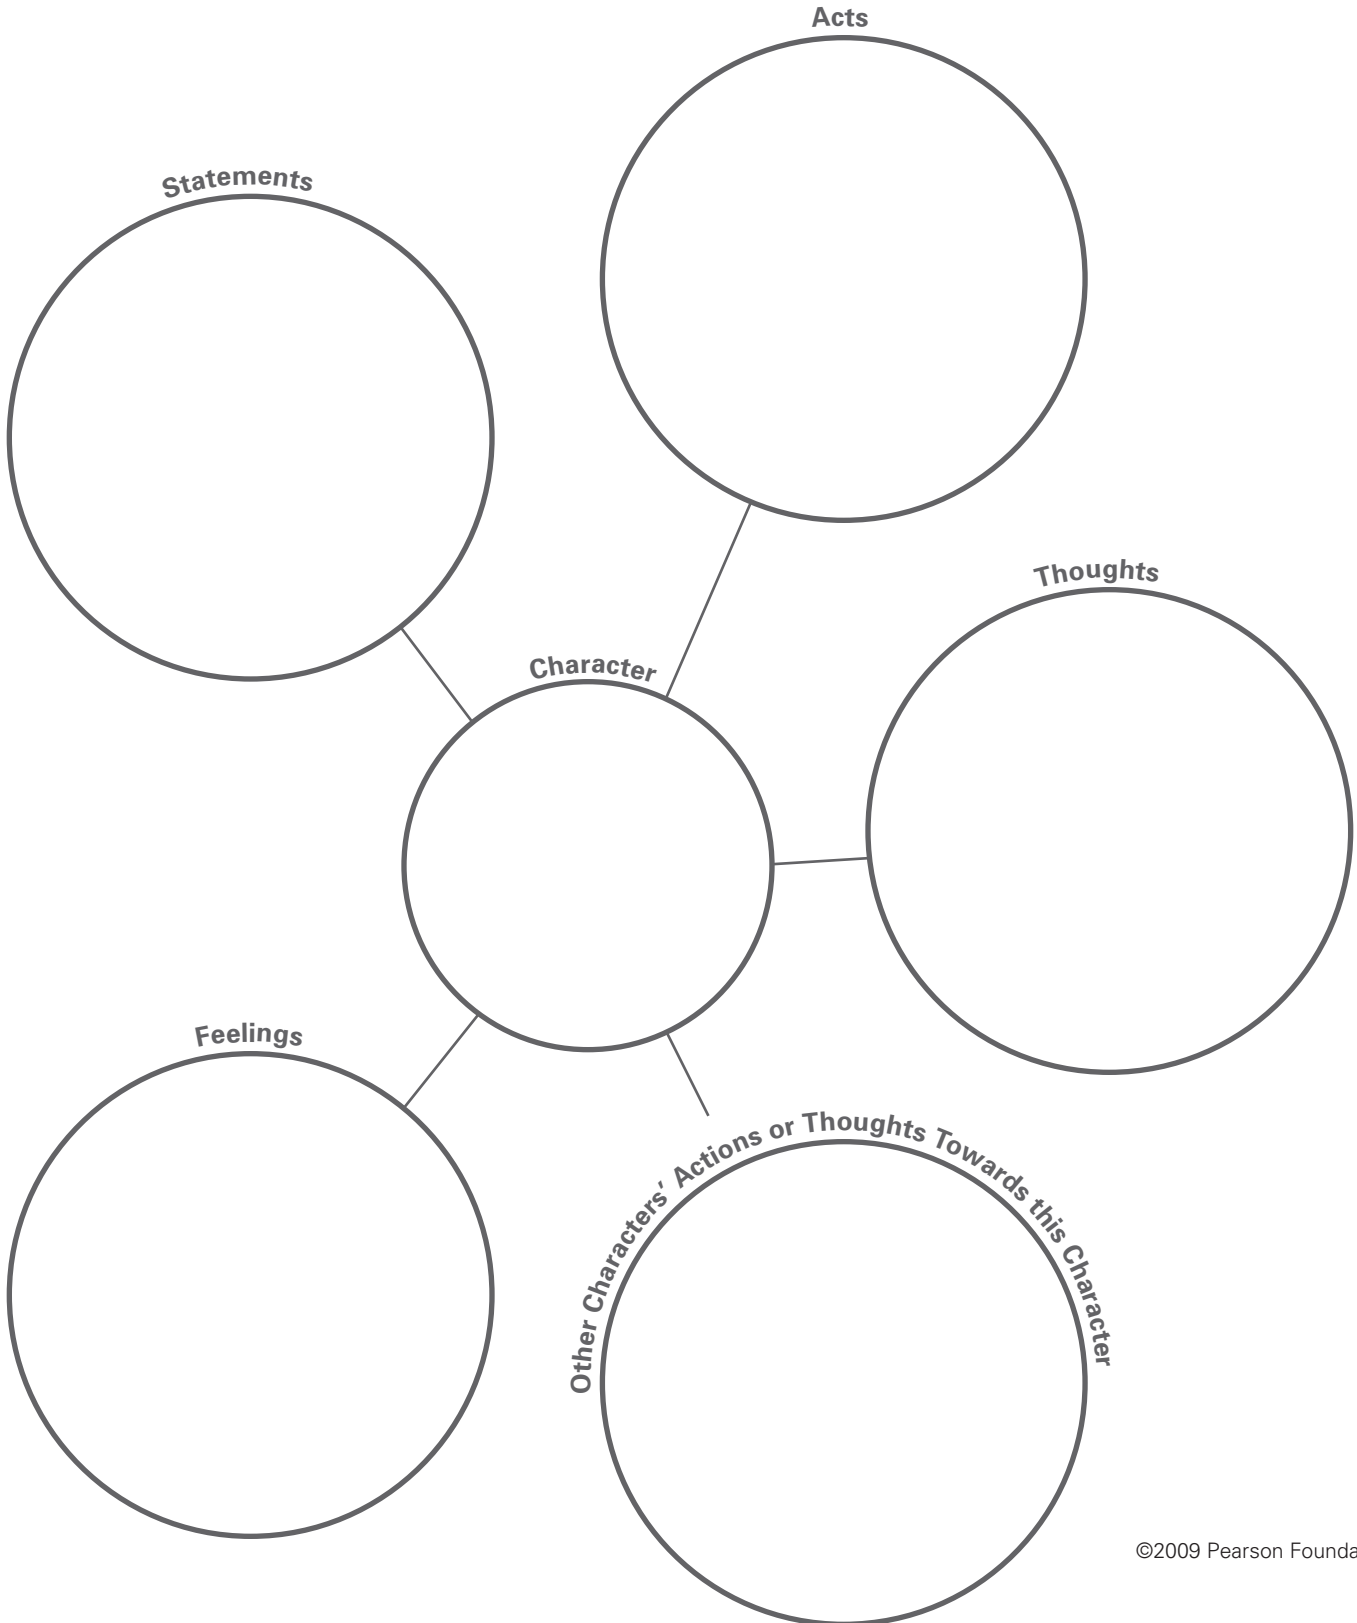 Acts
Statements
Thoughts
Character
Feelings
Other Characters' Actions or Thoughts Towards this Character
©2009 Pearson Founda